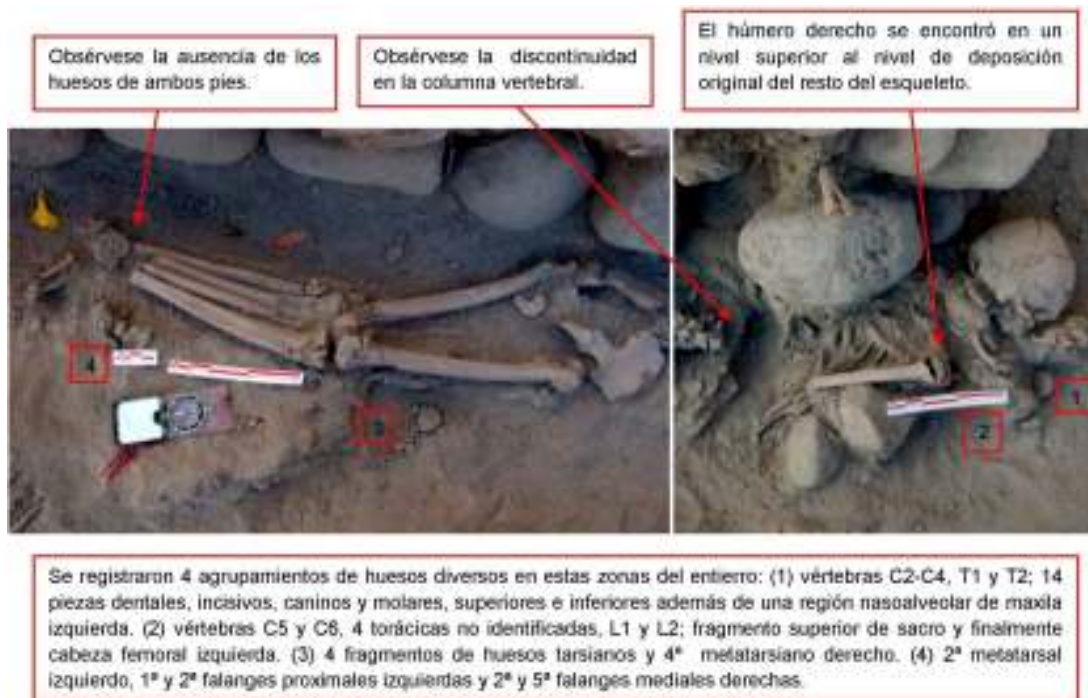 Obsérvese la ausencia de los
huesos de ambos pies.
Obsérvese la discontinuidad
en la columna vertebral.
El húmero derecho se encontró en un
nivel superior al nivel de deposición
original del resto del esqueleto.
4
3
2
1
Se registraron 4 agrupamientos de huesos diversos en estas zonas del entierro: (1) vértebras C2-C4, T1 y T2; 14
piezas dentales, incisivos, caninos y molares, superiores e inferiores además de una región nasoalveolar de maxila
izquierda. (2) vértebras C5 y C6, 4 torácicas no identificadas, L1 y L2; fragmento superior de sacro y finalmente
cabeza femoral izquierda. (3) 4 fragmentos de huesos tarsianos y 4ª metatarsiano derecho. (4) 2ª metatarsal
izquierdo, 1ª y 2ª falanges proximales izquierdas y 2ª y 5ª falanges mediales derechas.